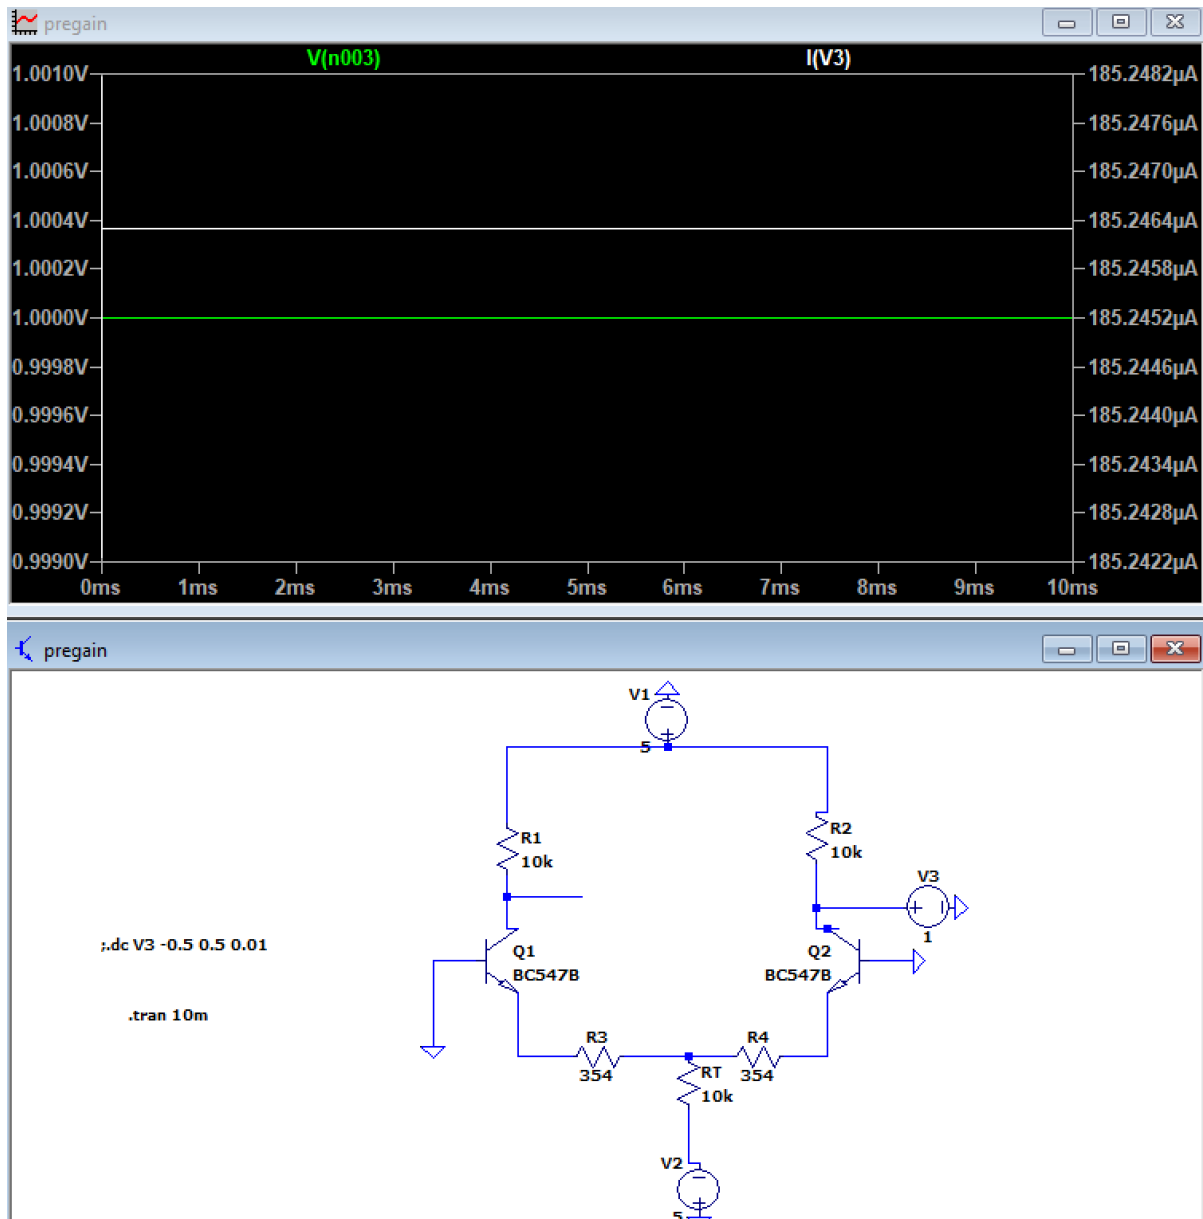 pregain
V(n003) I(V3)
1.0010V 185.2482µA
1.0008V 185.2476µA
1.0006V 185.2470µA
1.0004V 185.2464µA
1.0002V 185.2458µA
1.0000V 185.2452µA
0.9998V 185.2446µA
0.9996V 185.2440µA
0.9994V 185.2434µA
0.9992V 185.2428µA
0.9990V 185.2422µA
0ms 1ms 2ms 3ms 4ms 5ms 6ms 7ms 8ms 9ms 10ms
pregain
V1
5
R1
10k
R2
10k
V3
1
;.dc V3 -0.5 0.5 0.01
Q1
BC547B
Q2
BC547B
.tran 10m
R3
354
R4
354
RT
10k
V2
5